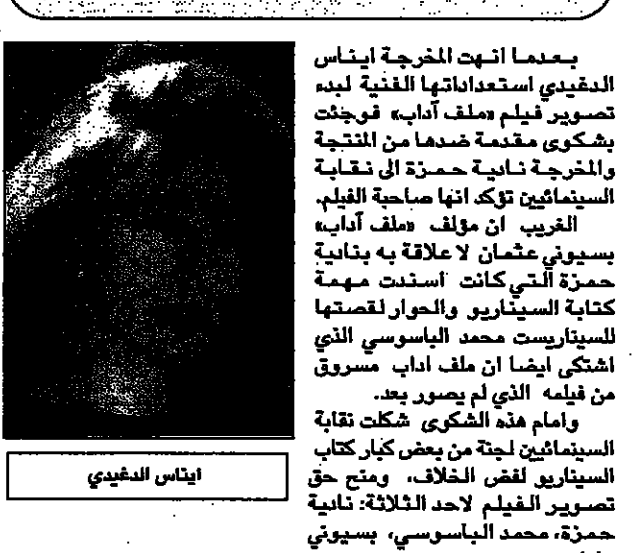 بعدما انهت المخرجة ايناس
الدغيدي استعداداتها الفنية لبدء
تصوير فيلم «ملف آداب» فوجئت
بشكوى مقدمة ضدها من المنتجة
والمخرجة نادية حمزة الى نقابة
السينمائيين تؤكد انها صاحبة الفيلم.
الغريب ان مؤلف «ملف آداب»
بسيوني عثمان لا علاقة به بنادية
حمزة التي كانت اسندت مهمة
كتابة السيناريو والحوار لقصتها
للسيناريست محمد الباسوسي الذي
اشتكى ايضا ان ملف اداب مسروق
من فيلمه الذي لم يصور بعد.
وامام هذه الشكوى شكلت نقابة
السينمائيين لجنة من بعض كبار كتاب
السيناريو لفض الخلاف، ومنح حق
تصوير الفيلم لاحد الثلاثة: نادية
حمزة، محمد الباسوسي، بسيوني
ايناس الدغيدي